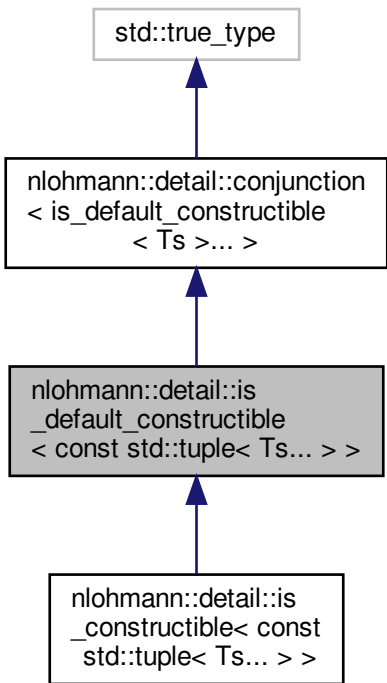 std::true_type
nlohmann::detail::conjunction
< is_default_constructible
< Ts >... >
nlohmann::detail::is
_default_constructible
< const std::tuple< Ts... > >
nlohmann::detail::is
_constructible< const
std::tuple< Ts... > >